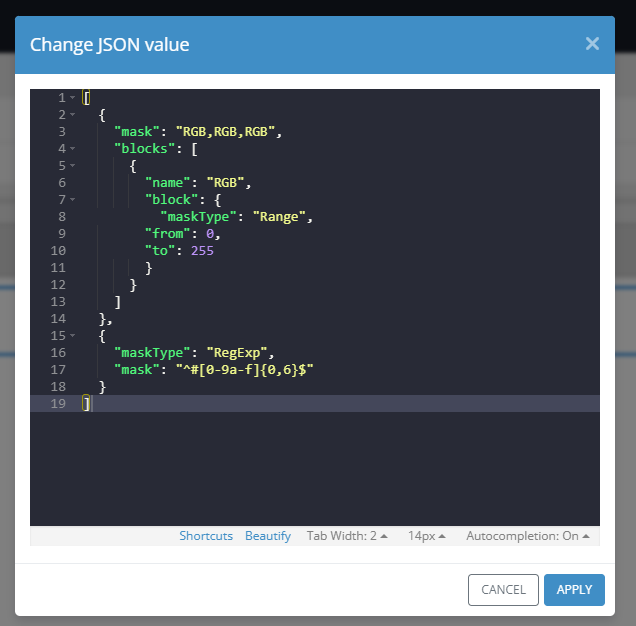 Change JSON value ×
1 [
2 {
3 "mask": "RGB,RGB,RGB",
4 "blocks": [
5 {
6 "name": "RGB",
7 "block": {
8 "maskType": "Range",
9 "from": 0,
10 "to": 255
11 }
12 }
13 ]
14 },
15 {
16 "maskType": "RegExp",
17 "mask": "^#[0-9a-f]{0,6}$"
18 }
19 ]
Shortcuts Beautify Tab Width: 2 14px Autocompletion: On
CANCEL APPLY